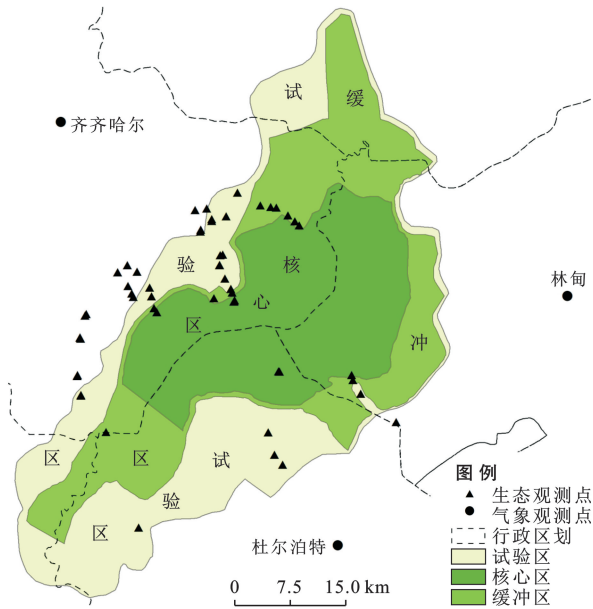 试
缓
齐齐哈尔
验
核
心
区
林甸
冲
区
区
试
验
区
图例
生态观测点
气象观测点
行政区划
试验区
核心区
缓冲区
杜尔泊特
0 7.5 15.0 km